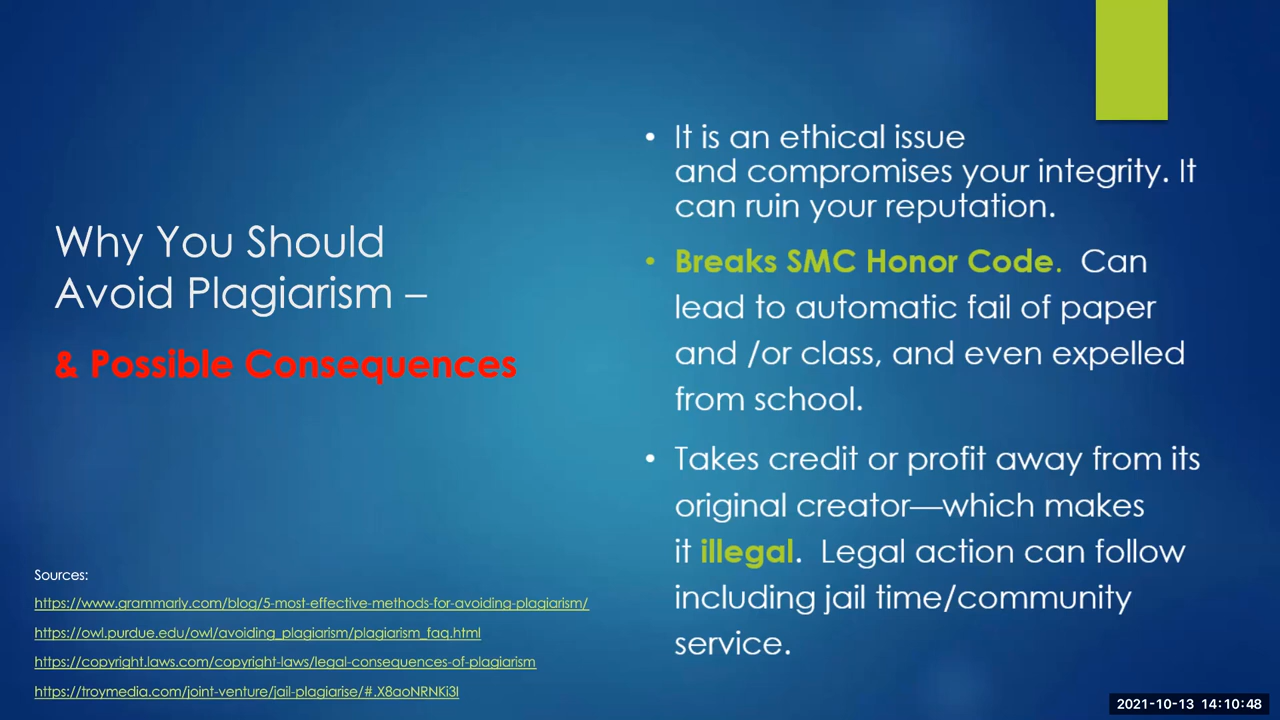 Why You Should
Avoid Plagiarism –
& Possible Consequences
Sources:
https://www.grammarly.com/blog/5-most-effective-methods-for-avoiding-plagiarism/
https://owl.purdue.edu/owl/avoiding_plagiarism/plagiarism_faq.html
https://copyright.laws.com/copyright-laws/legal-consequences-of-plagiarism
https://troymedia.com/joint-venture/jail-plagiarise/#.X8aoNRNKi3I
• It is an ethical issue
and compromises your integrity. It
can ruin your reputation.
• Breaks SMC Honor Code. Can
lead to automatic fail of paper
and /or class, and even expelled
from school.
• Takes credit or profit away from its
original creator—which makes
it illegal. Legal action can follow
including jail time/community
service.
2021-10-13 14:10:48